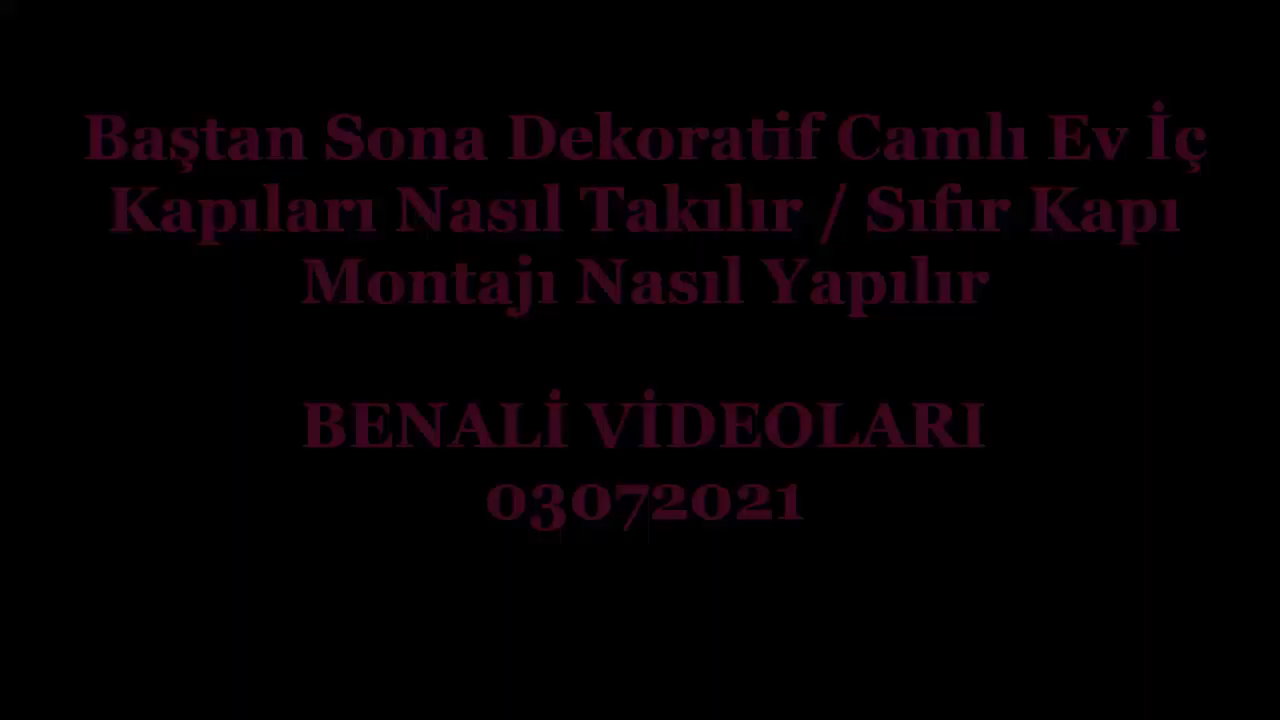 Baştan Sona Dekoratif Camlı Ev İç
Kapıları Nasıl Takılır / Sıfır Kapı
Montajı Nasıl Yapılır
BENALİ VİDEOLARI
03072021